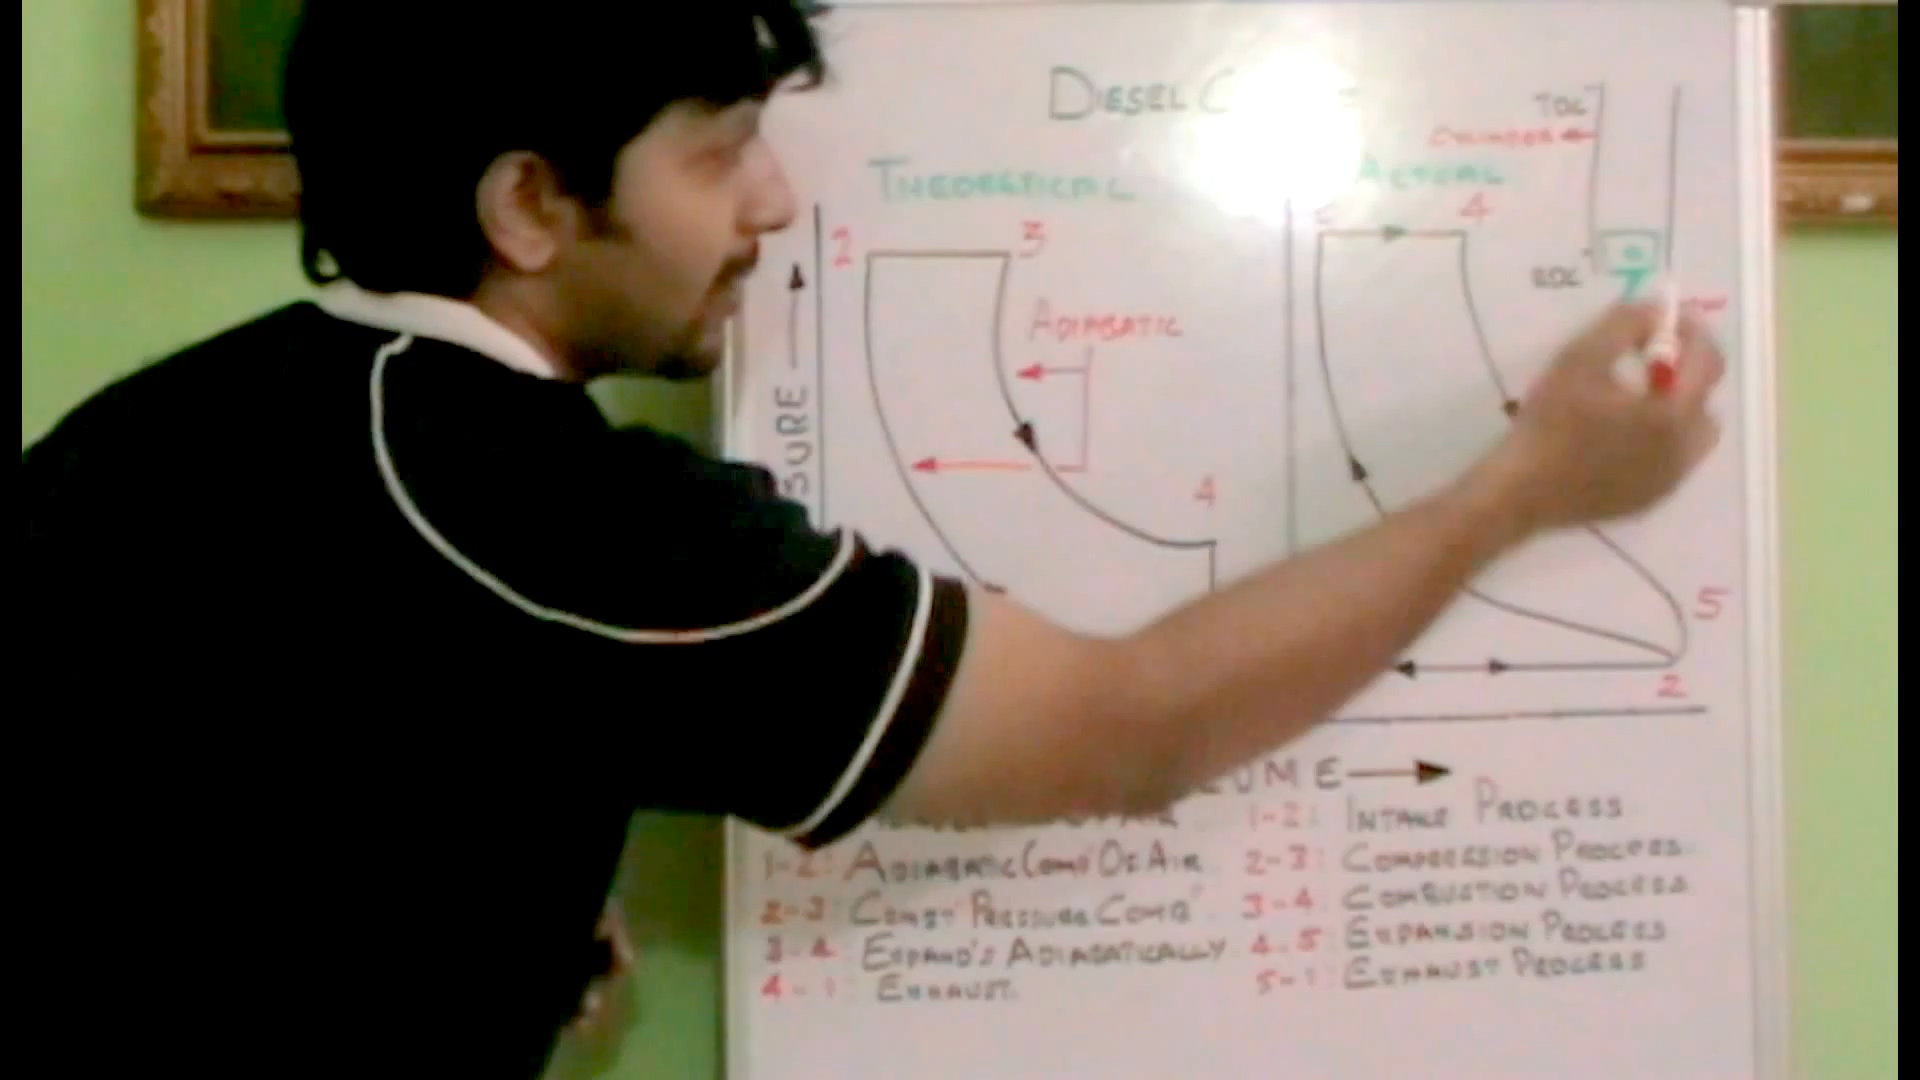 DIESEL C
THEORETICAL
ACTUAL
TDC
CYLINDER
BDC
2
3
4
ADIABATIC
4
5
2
SURE
UME
1-2: INTAKE PROCESS
1-2: ADIABATIC COMP OF AIR
2-3: COMPRESSION PROCESS
2-3: CONST PRESSURE COMB
3-4: COMBUSTION PROCESS
3-4: EXPAND'S ADIABATICALLY
4-5: EXPANSION PROCESS
4-1: EXHAUST
5-1: EXHAUST PROCESS